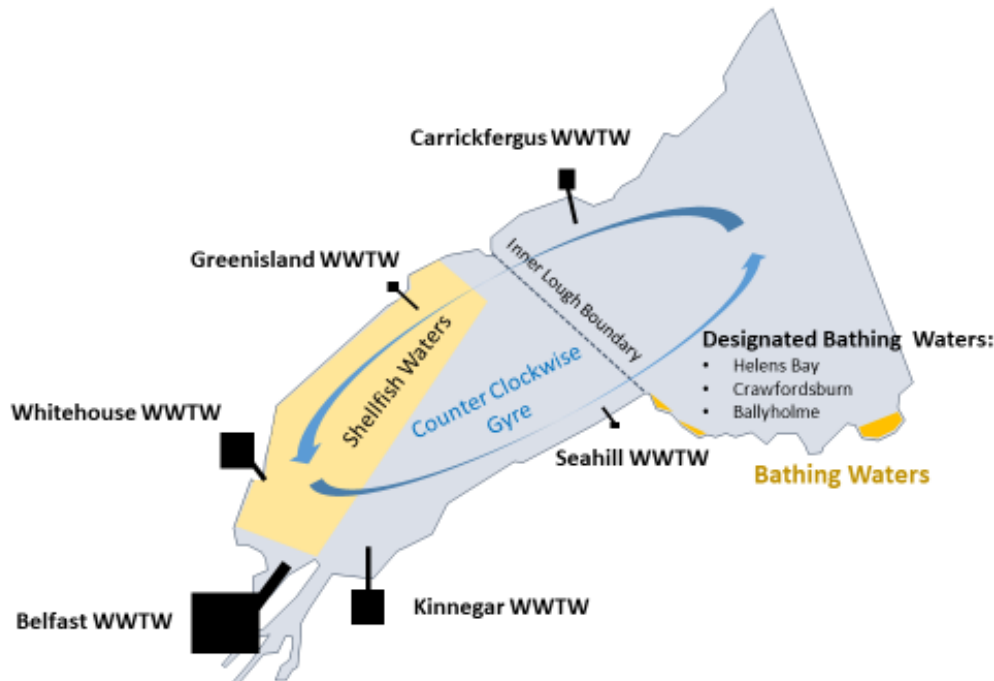 Carrickfergus WWTW
Greenisland WWTW
Inner Lough Boundary
Shellfish Waters
Counter Clockwise
Gyre
Designated Bathing Waters:
• Helens Bay
• Crawfordsburn
• Ballyholme
Whitehouse WWTW
Seahill WWTW
Bathing Waters
Belfast WWTW
Kinnegar WWTW